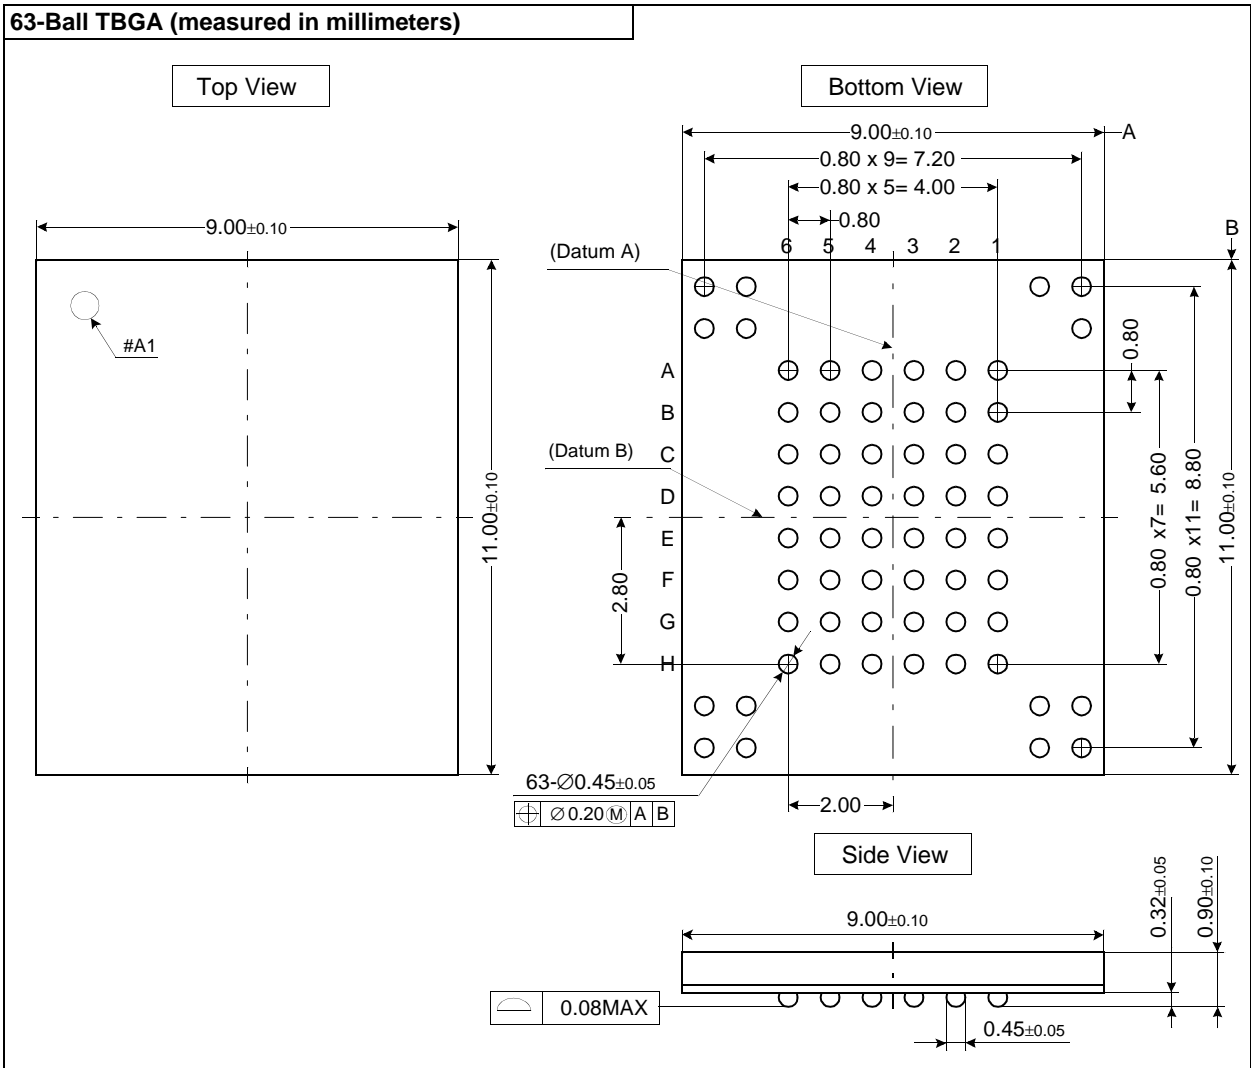 63-Ball TBGA (measured in millimeters)
Top View
Bottom View
9.00±0.10
A
0.80 x 9= 7.20
0.80 x 5= 4.00
0.80
9.00±0.10
B
6 5 4 3 2 1
(Datum A)
#A1
0.80
A
B
(Datum B)
C
D
E
F
G
H
11.00±0.10
2.80
0.80 x7= 5.60
0.80 x11= 8.80
11.00±0.10
63-∅0.45±0.05
⌖ ∅ 0.20 Ⓜ A B
2.00
Side View
9.00±0.10
0.32±0.05
0.90±0.10
0.08MAX
0.45±0.05